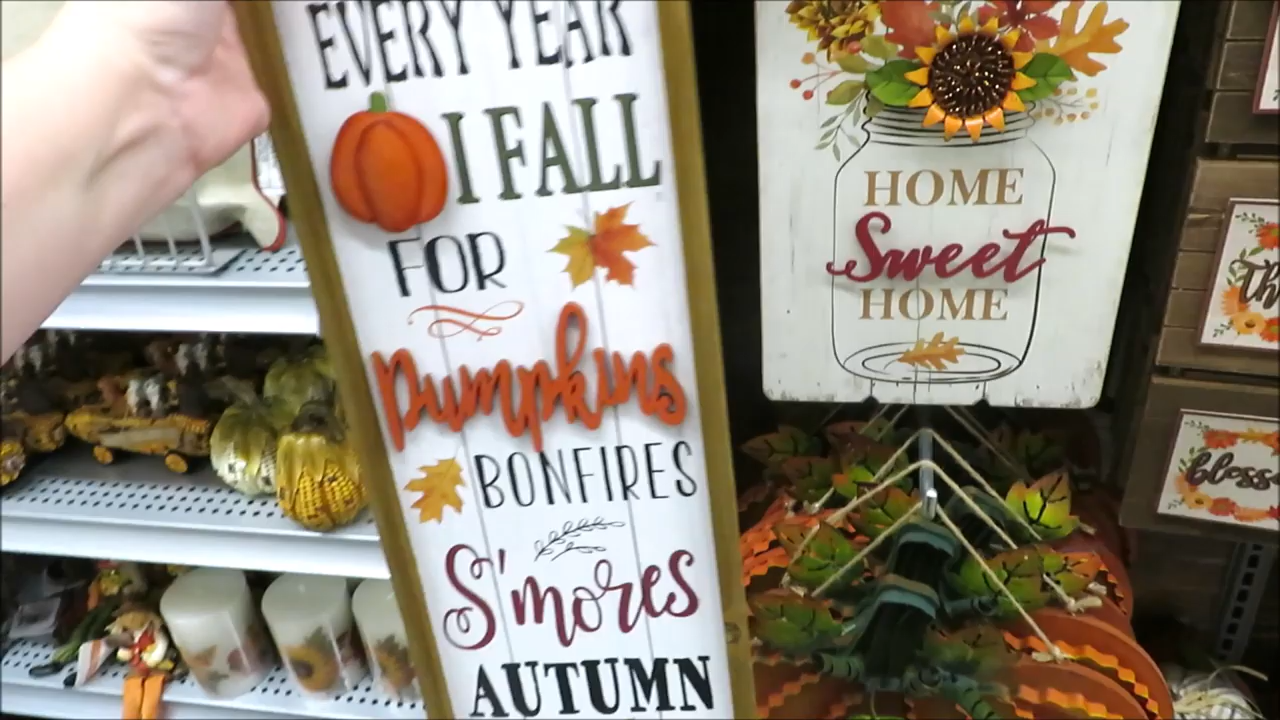 EVERY YEAR
I FALL
FOR
Pumpkins
BONFIRES
S'mores
AUTUMN
HOME
Sweet
HOME